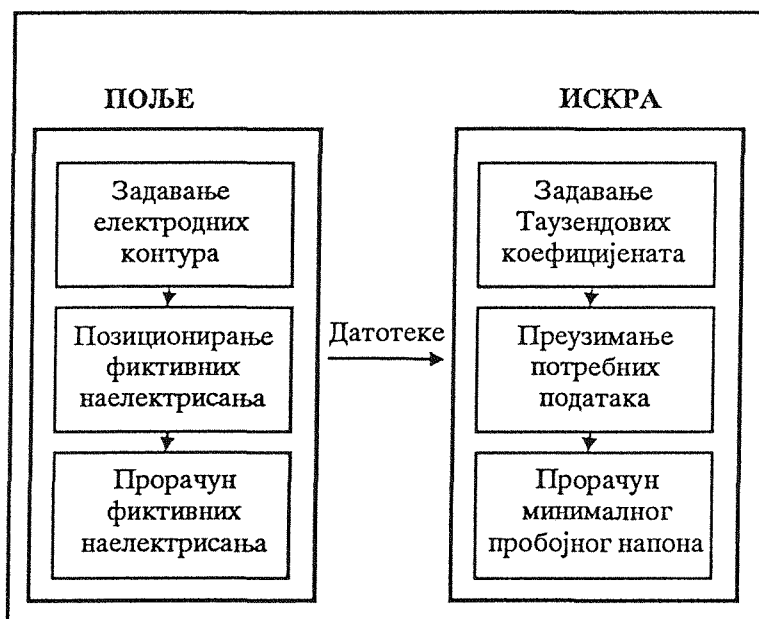 ПОЉЕ
Задавање
електродних
контура
Позиционирање
фиктивних
наелектрисања
Прорачун
фиктивних
наелектрисања
Датотеке
ИСКРА
Задавање
Таузендових
коефицијената
Преузимање
потребних
података
Прорачун
минималног
пробојног напона